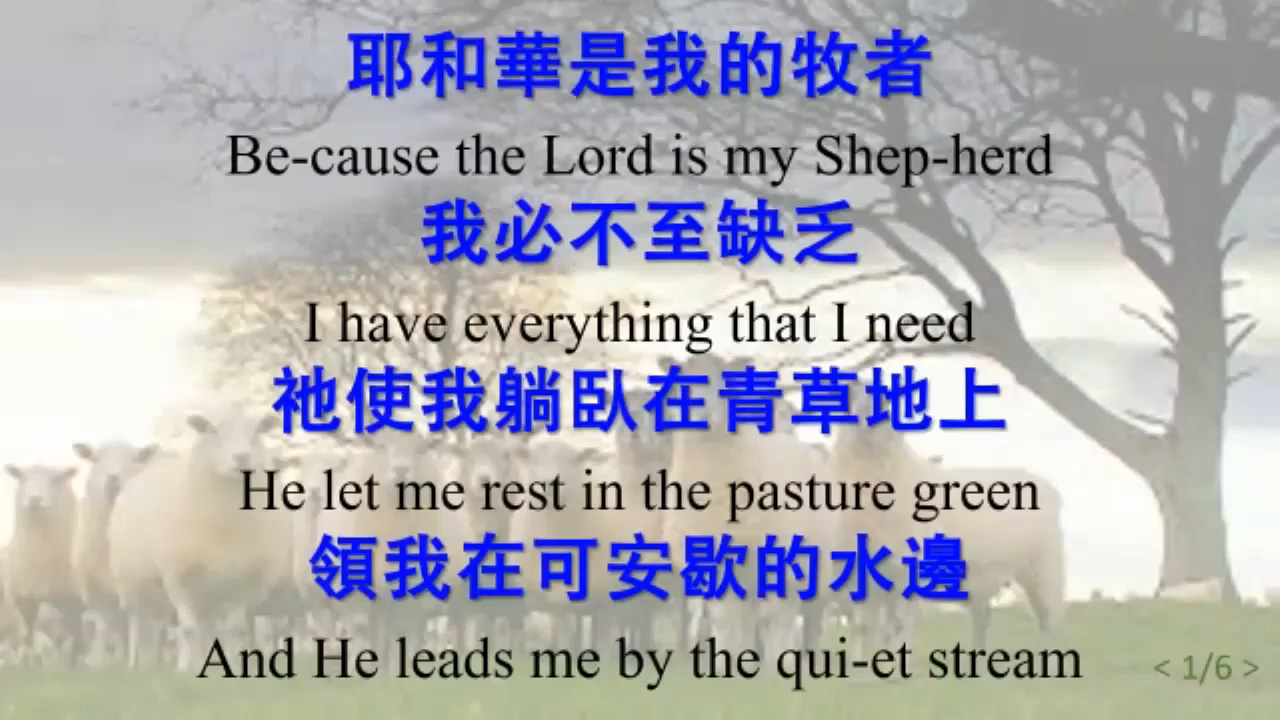 耶和華是我的牧者
Be-cause the Lord is my Shep-herd
我必不至缺乏
I have everything that I need
祂使我躺臥在青草地上
He let me rest in the pasture green
領我在可安歇的水邊
And He leads me by the qui-et stream
< 1/6 >